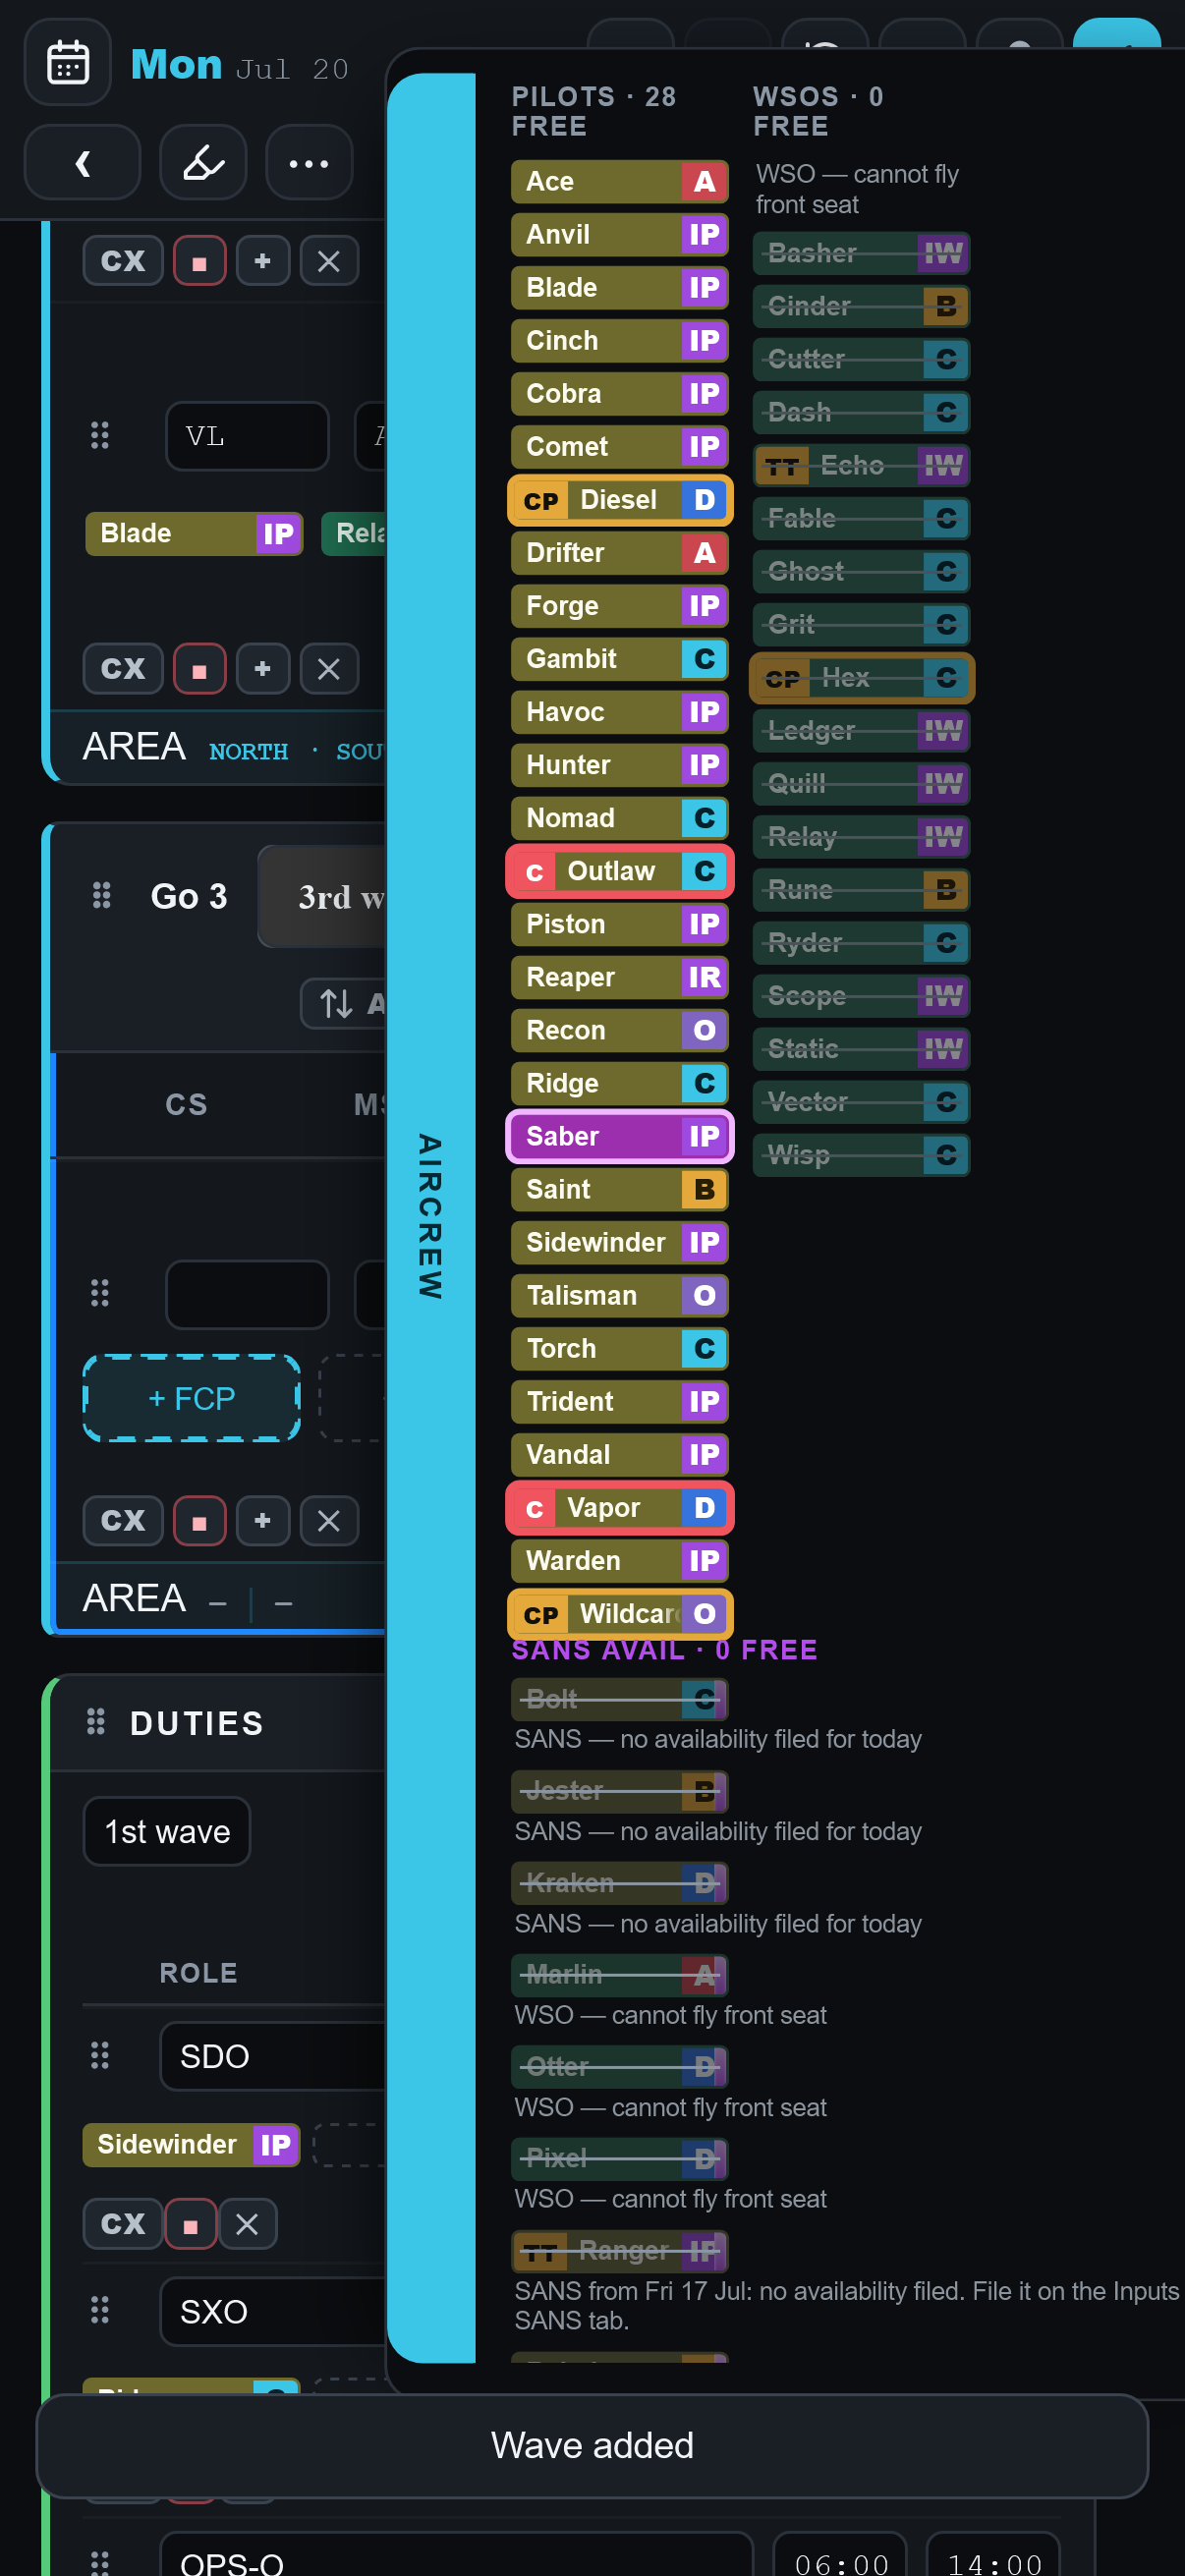 Mon Jul 20
CX ■ +
VL
Blade IP
CX ■ +
AREA NORTH ·
Go 3
CS
+ FCP
CX ■ +
AREA – | –
DUTIES
1st wave
ROLE
SDO
Sidewinder IP
CX ■
SXO
OPS-O 06:00 14:00
AIRCREW
PILOTS · 28
FREE
Ace A
Anvil IP
Blade IP
Cinch IP
Cobra IP
Comet IP
CP Diesel D
Drifter A
Forge IP
Gambit C
Havoc IP
Hunter IP
Nomad C
C Outlaw C
Piston IP
Reaper IR
Recon O
Ridge C
Saber IP
Saint B
Sidewinder IP
Talisman O
Torch C
Trident IP
Vandal IP
C Vapor D
Warden IP
CP Wildcar O
WSOS · 0
FREE
WSO — cannot fly
front seat
Basher IW
Cinder B
Cutter C
Dash C
TT Echo IW
Fable C
Ghost C
Grit C
CP Hex C
Ledger IW
Quill IW
Relay IW
Rune B
Ryder C
Scope IW
Static IW
Vector C
Wisp C
SANS AVAIL · 0 FREE
Bolt C
SANS — no availability filed for today
Jester B
SANS — no availability filed for today
Kraken D
SANS — no availability filed for today
Marlin A
WSO — cannot fly front seat
Otter D
WSO — cannot fly front seat
Pixel D
WSO — cannot fly front seat
TT Ranger IP
SANS from Fri 17 Jul: no availability filed. File it on the Inputs
SANS tab.
Wave added